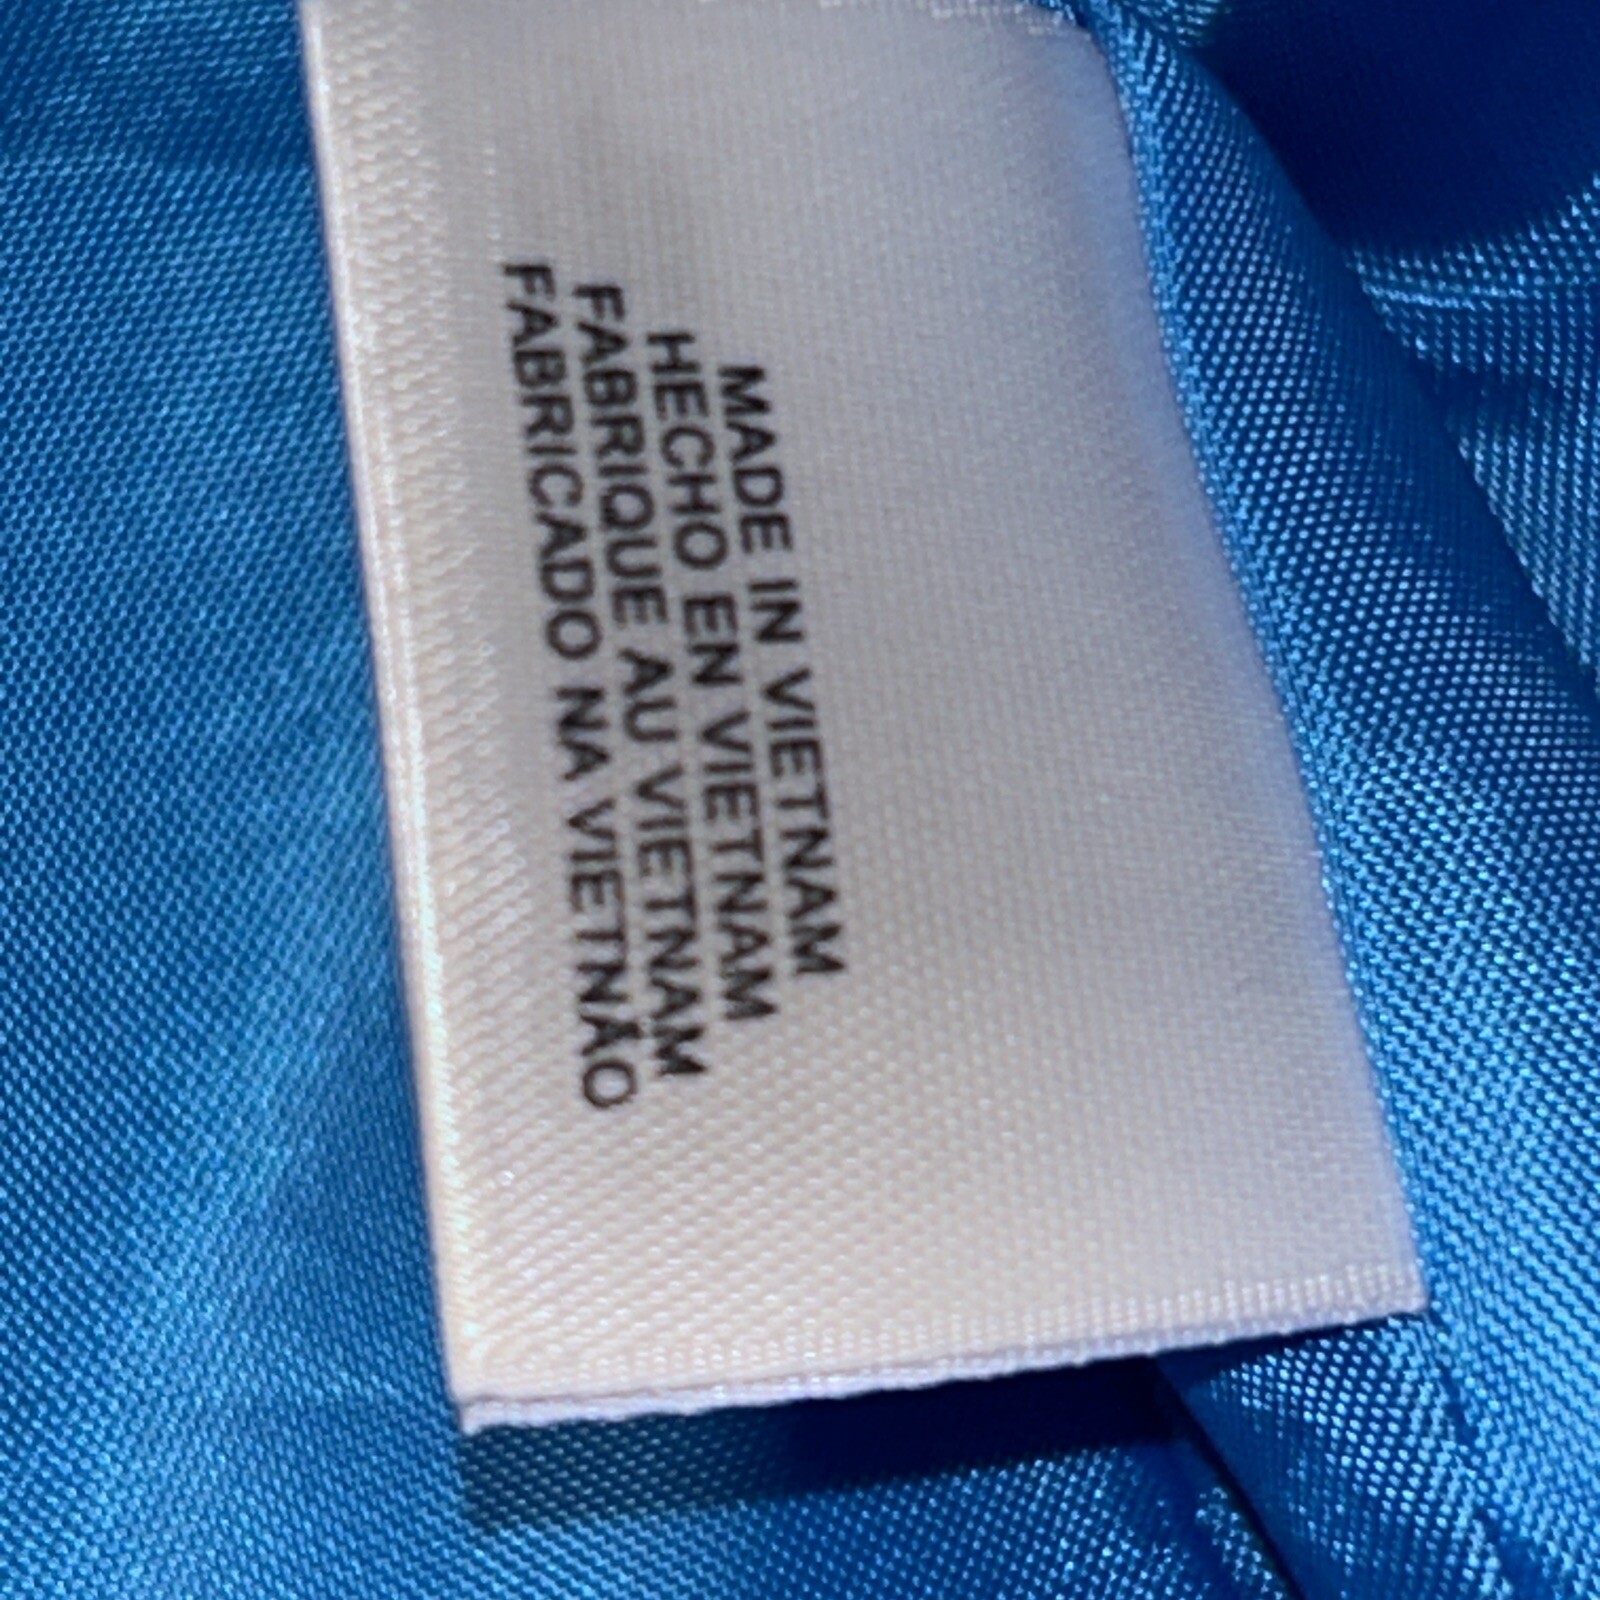 MADE IN VIETNAM
HECHO EN VIETNAM
FABRIQUE AU VIETNAM
FABRICADO NA VIETNÃO